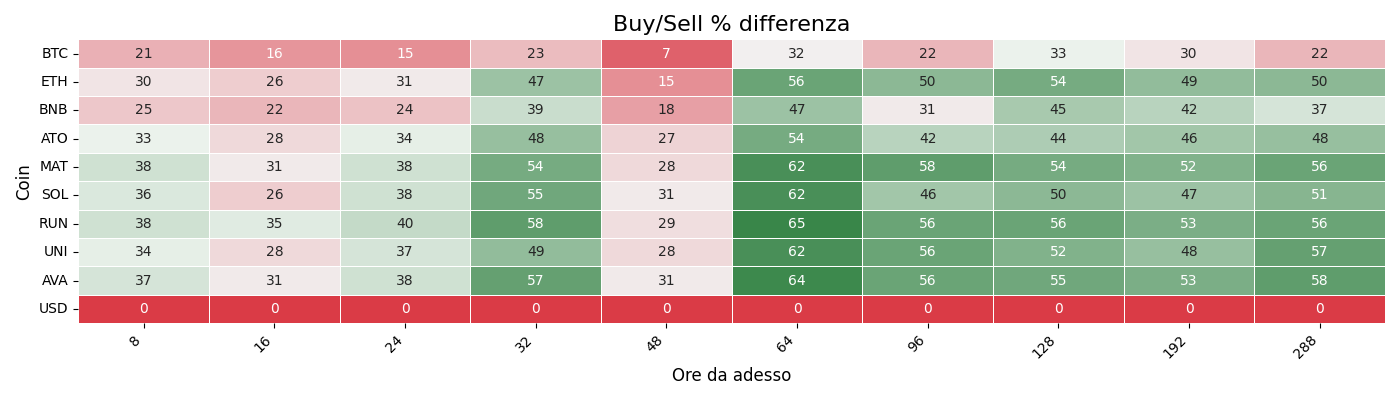 Buy/Sell % differenza
Coin
BTC 21 16 15 23 7 32 22 33 30 22
ETH 30 26 31 47 15 56 50 54 49 50
BNB 25 22 24 39 18 47 31 45 42 37
ATO 33 28 34 48 27 54 42 44 46 48
MAT 38 31 38 54 28 62 58 54 52 56
SOL 36 26 38 55 31 62 46 50 47 51
RUN 38 35 40 58 29 65 56 56 53 56
UNI 34 28 37 49 28 62 56 52 48 57
AVA 37 31 38 57 31 64 56 55 53 58
USD 0 0 0 0 0 0 0 0 0 0
8 16 24 32 48 64 96 128 192 288
Ore da adesso